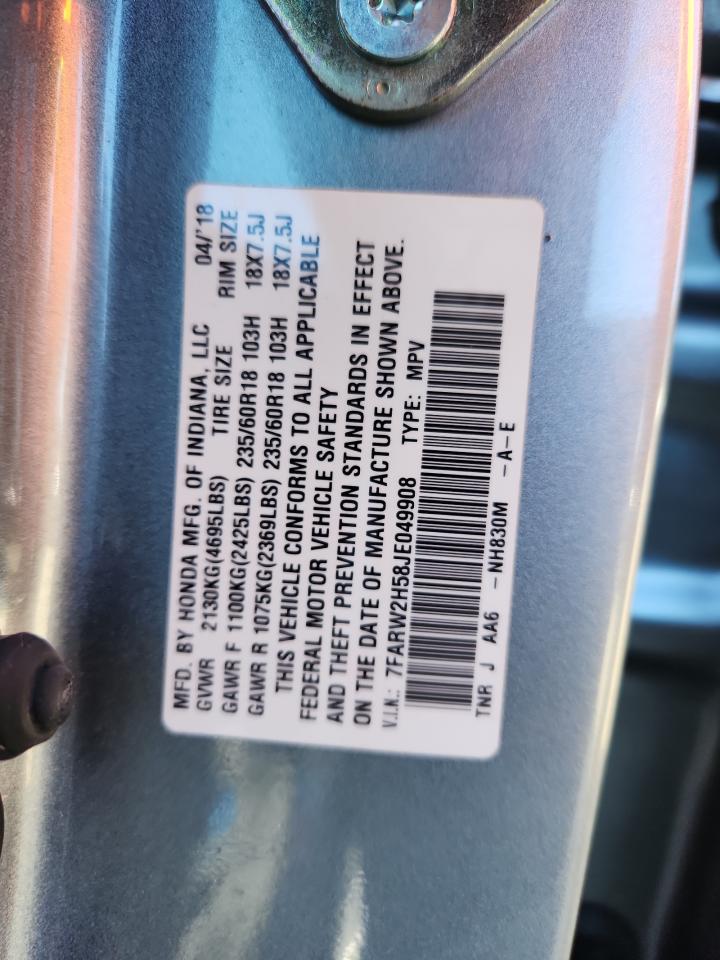 MFD. BY HONDA MFG. OF INDIANA, LLC 04/'18
GVWR 2130KG(4695LBS) TIRE SIZE RIM SIZE
GAWR F 1100KG(2425LBS) 235/60R18 103H 18X7.5J
GAWR R 1075KG(2369LBS) 235/60R18 103H 18X7.5J
THIS VEHICLE CONFORMS TO ALL APPLICABLE
FEDERAL MOTOR VEHICLE SAFETY
AND THEFT PREVENTION STANDARDS IN EFFECT
ON THE DATE OF MANUFACTURE SHOWN ABOVE.
V.I.N.: 7FARW2H58JE049908 TYPE: MPV
TNR J AA6 -NH830M -A-E